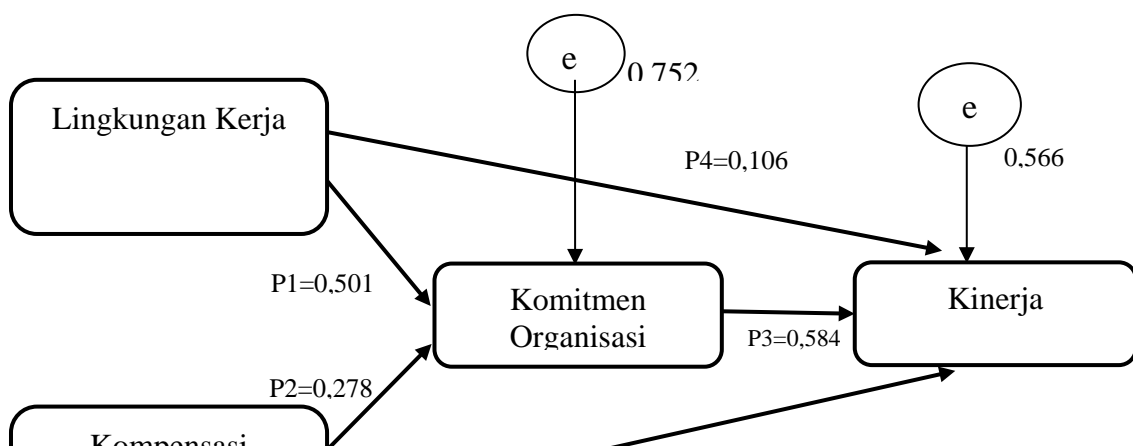 e
0.752
Lingkungan Kerja
e
P4=0,106
0,566
P1=0,501
Komitmen
Organisasi
Kinerja
P3=0,584
P2=0,278
Kompensasi